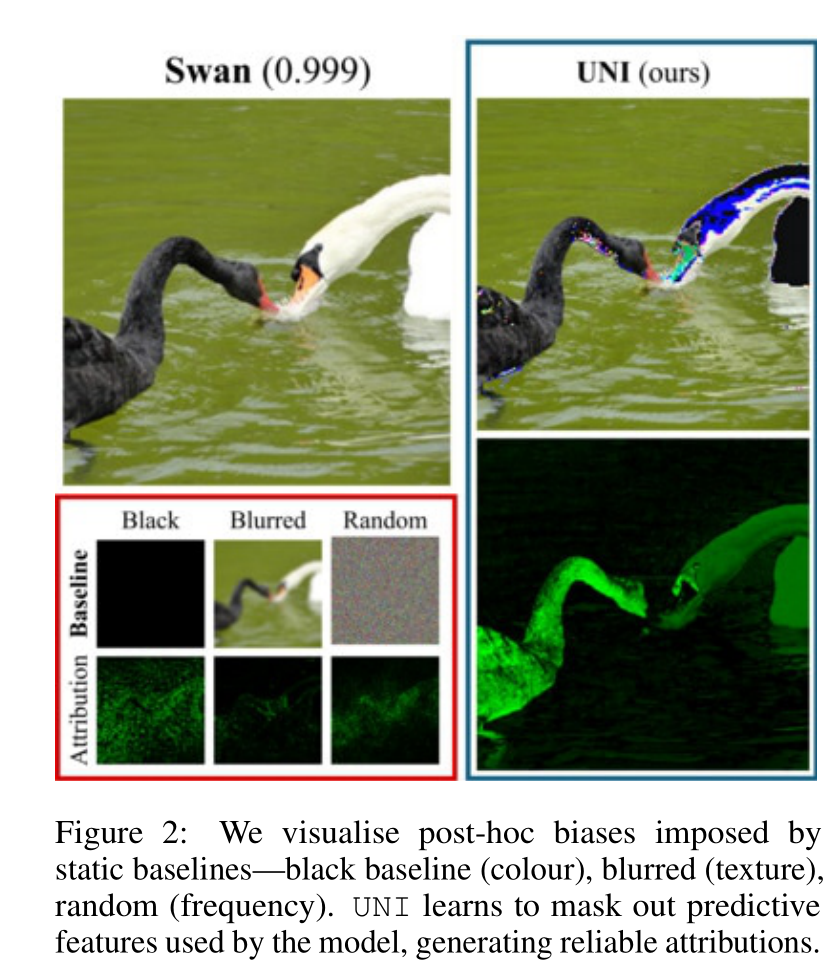 Swan (0.999)
UNI (ours)
Black Blurred Random
Baseline
Attribution
Figure 2: We visualise post-hoc biases imposed by
static baselines—black baseline (colour), blurred (texture),
random (frequency). UNI learns to mask out predictive
features used by the model, generating reliable attributions.